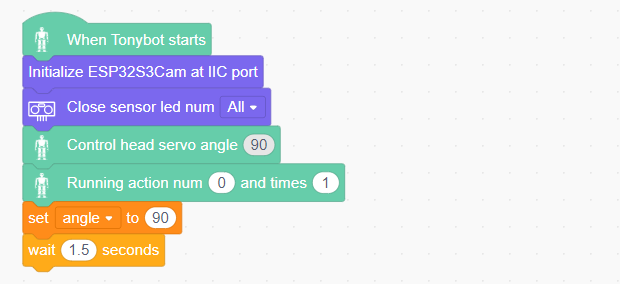 When Tonybot starts
Initialize ESP32S3Cam at IIC port
Close sensor led num All
Control head servo angle 90
Running action num 0 and times 1
set angle to 90
wait 1.5 seconds